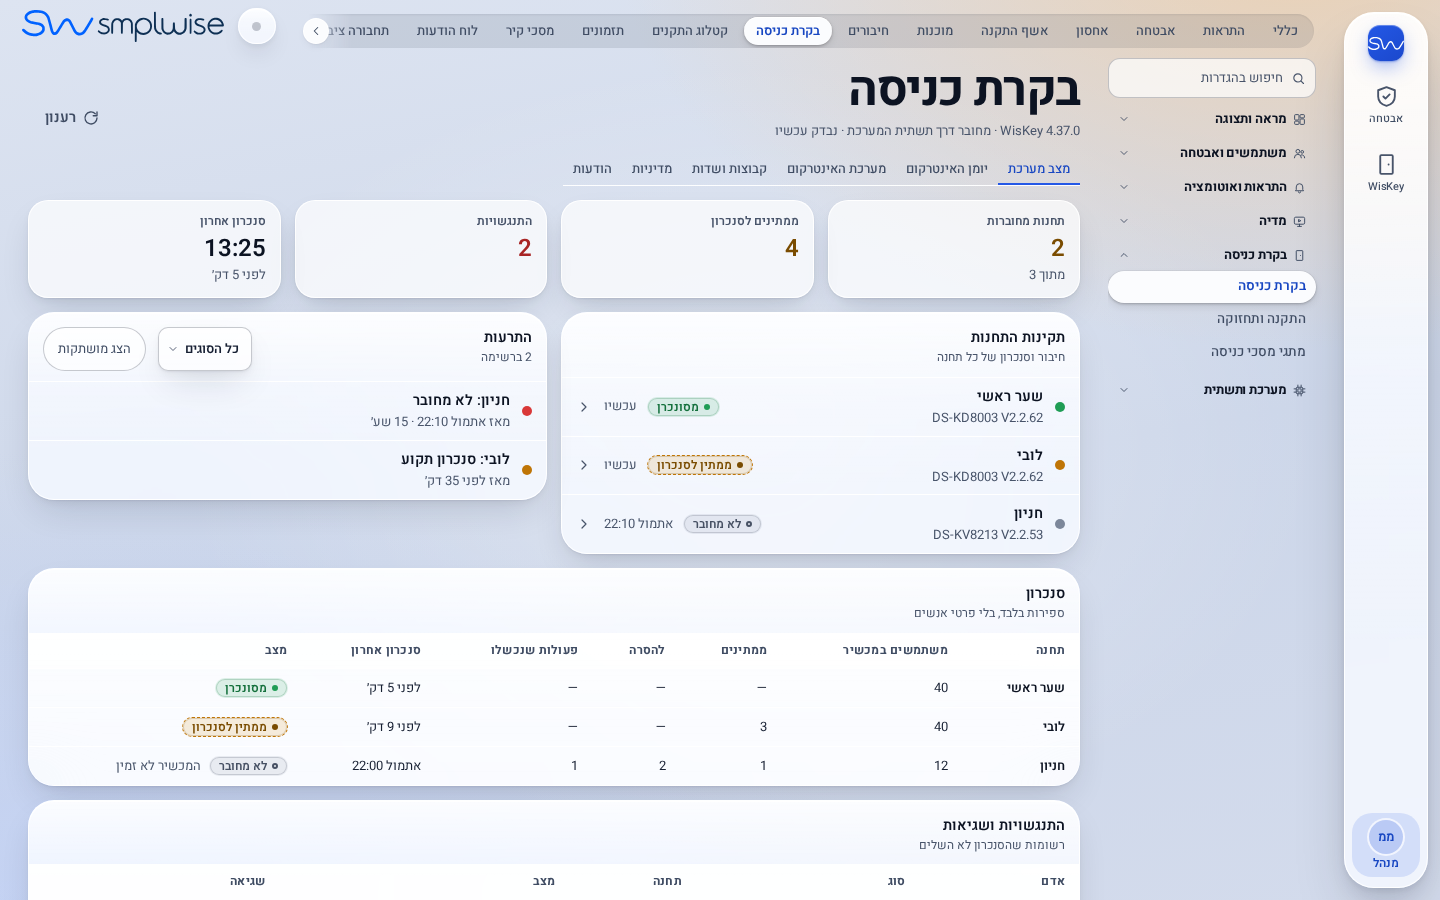 smplwise
כללי
התראות
אבטחה
אחסון
אשף התקנה
מוכנות
חיבורים
בקרת כניסה
קטלוג התקנים
תזמונים
מסכי קיר
לוח הודעות
תחבורה
SW
אבטחה
WisKey
ממ
מנהל
חיפוש בהגדרות
מראה ותצוגה
משתמשים ואבטחה
התראות ואוטומציה
מדיה
בקרת כניסה
בקרת כניסה
התקנה ותחזוקה
מתגי מסכי כניסה
מערכת ותשתית
בקרת כניסה
WisKey 4.37.0 · מחובר דרך תשתית המערכת · נבדק עכשיו
רענון
מצב מערכת
יומן האינטרקום
מערכת האינטרקום
קבוצות ושדות
מדיניות
הודעות
תחנות מחוברות
2
מתוך 3
ממתינים לסנכרון
4
התנגשויות
2
סנכרון אחרון
13:25
לפני 5 דק׳
תקינות התחנות
חיבור וסנכרון של כל תחנה
שער ראשי
DS-KD8003 V2.2.62
מסונכרן
עכשיו
לובי
DS-KD8003 V2.2.62
ממתין לסנכרון
עכשיו
חניון
DS-KV8213 V2.2.53
לא מחובר
אתמול 22:10
התרעות
2 ברשימה
כל הסוגים
הצג מושתקות
חניון: לא מחובר
מאז אתמול 22:10 · 15 שע׳
לובי: סנכרון תקוע
מאז לפני 35 דק׳
סנכרון
ספירות בלבד, בלי פרטי אנשים
תחנה משתמשים במכשיר ממתינים להסרה פעולות שנכשלו סנכרון אחרון מצב
שער ראשי 40 — — — לפני 5 דק׳ מסונכרן
לובי 40 3 — — לפני 9 דק׳ ממתין לסנכרון
חניון 12 1 2 1 אתמול 22:00 לא מחובר המכשיר לא זמין
התנגשויות ושגיאות
רשומות שהסנכרון לא השלים
אדם סוג תחנה מצב שגיאה